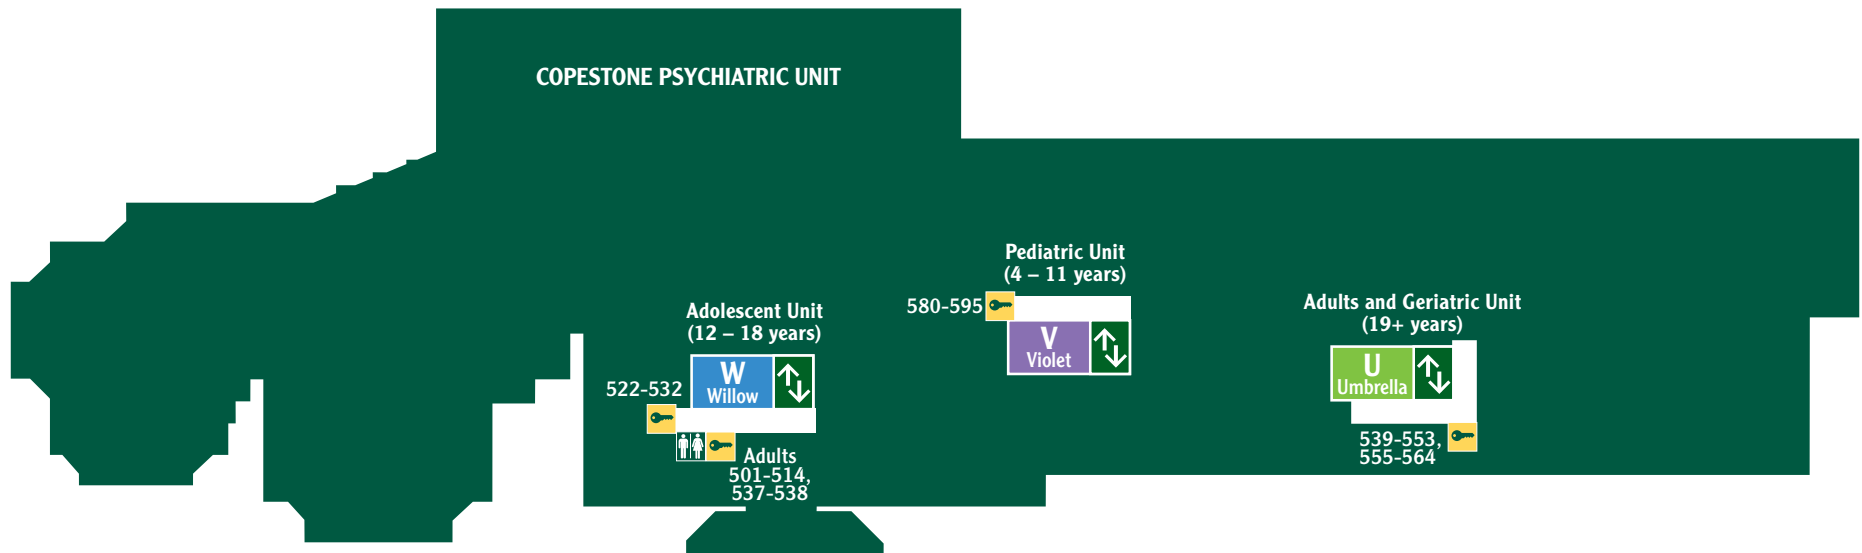 COPESTONE PSYCHIATRIC UNIT
Adolescent Unit
(12 – 18 years)
W
Willow
522-532
Adults
501-514,
537-538
Pediatric Unit
(4 – 11 years)
580-595
V
Violet
Adults and Geriatric Unit
(19+ years)
U
Umbrella
539-553,
555-564